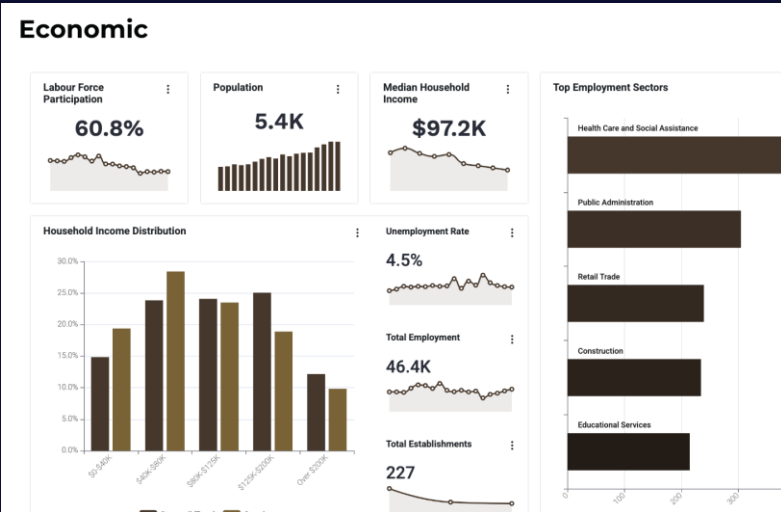 Economic
Labour Force
Participation
60.8%
Population
5.4K
Median Household
Income
$97.2K
Top Employment Sectors
Health Care and Social Assistance
Public Administration
Retail Trade
Construction
Educational Services
0
100
200
300
Household Income Distribution
30.0%
25.0%
20.0%
15.0%
10.0%
5.0%
0.0%
$0-$40K
$40K-$80K
$80K-$125K
$125K-$200K
Over $200K
Unemployment Rate
4.5%
Total Employment
46.4K
Total Establishments
227